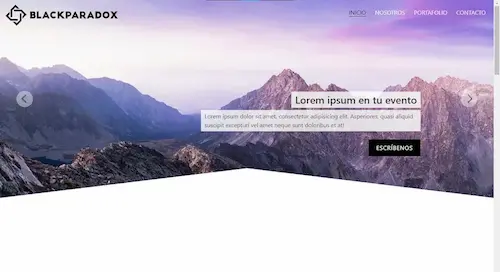 BLACKPARADOX
INICIO NOSOTROS PORTAFOLIO CONTACTO
Lorem ipsum en tu evento
Lorem ipsum dolor sit amet, consectetur adipisicing elit. Asperiores, quasi aliquid
suscipit excepturi vel amet neque sunt doloribus et at!
ESCRÍBENOS